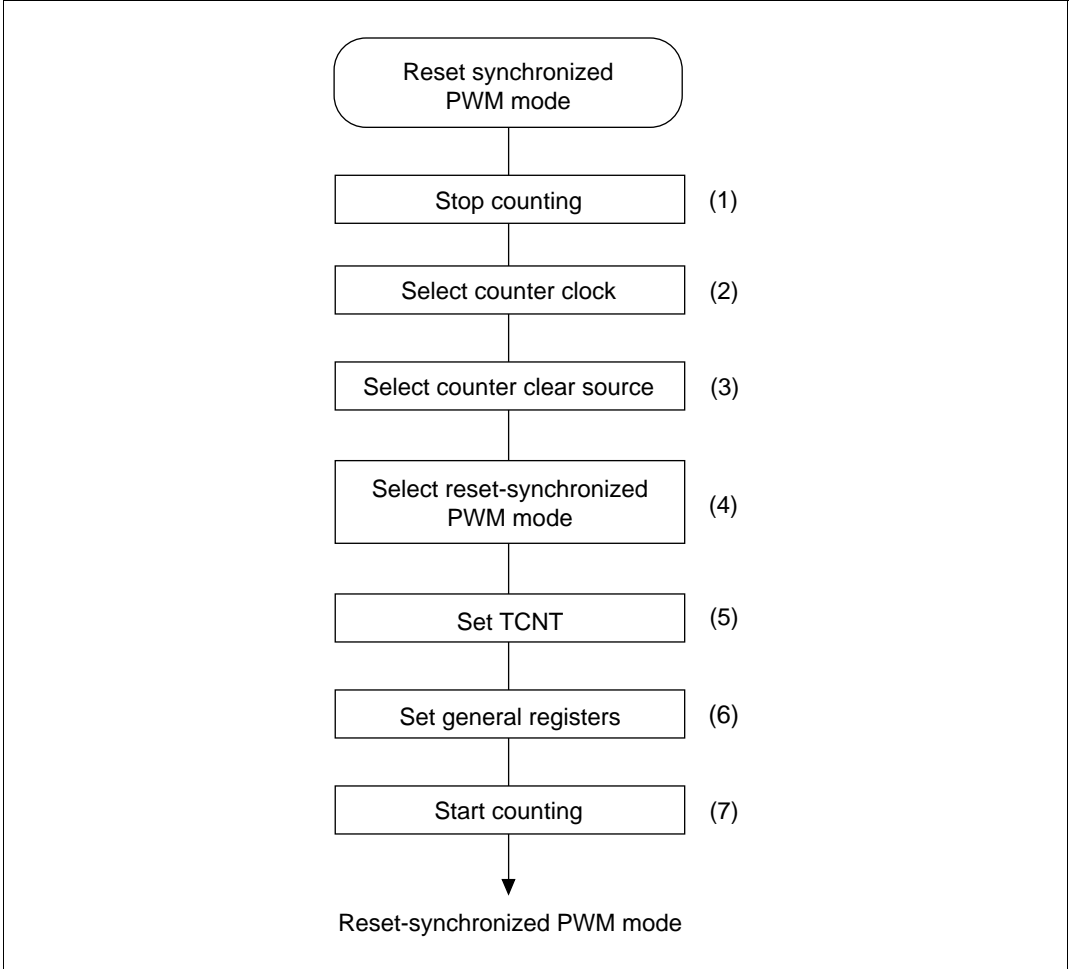 Reset synchronized
PWM mode
Stop counting (1)
Select counter clock (2)
Select counter clear source (3)
Select reset-synchronized
PWM mode (4)
Set TCNT (5)
Set general registers (6)
Start counting (7)
Reset-synchronized PWM mode